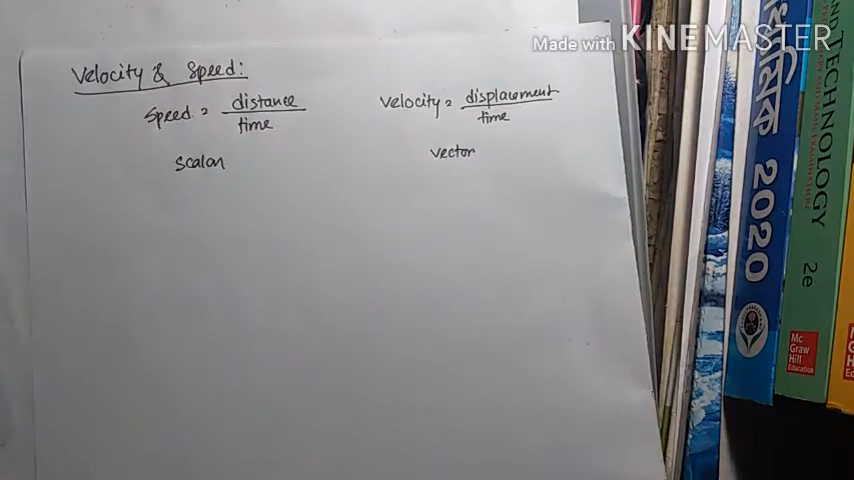 Made with KINEMASTER
Velocity & Speed:
Speed = distance / time
Velocity = displacement / time
Scalar
vector
2020
TECHNOLOGY
2e
Mc
Graw
Hill
Education